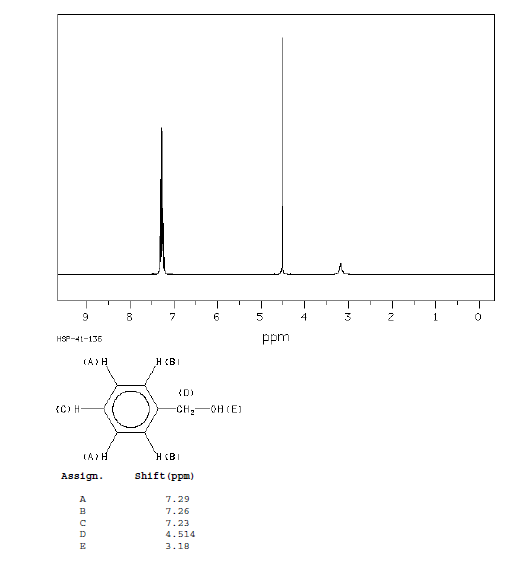 9 8 7 6 5 4 3 2 1 0
HSP-41-136 ppm
(A)H H(B)
(D)
(C)H CH2 OH(E)
(A)H H(B)
Assign. Shift(ppm)
A 7.29
B 7.26
C 7.23
D 4.514
E 3.18